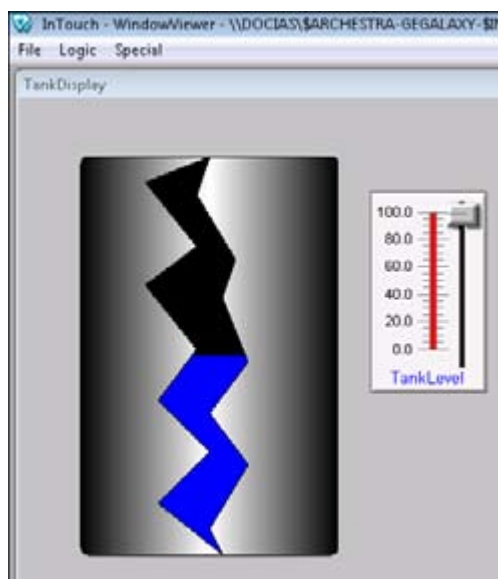 InTouch - WindowViewer - \\DOCIAS\$ARCHESTRA-GEGALAXY-$IN
File Logic Special
TankDisplay
100.0
80.0
60.0
40.0
20.0
0.0
TankLevel